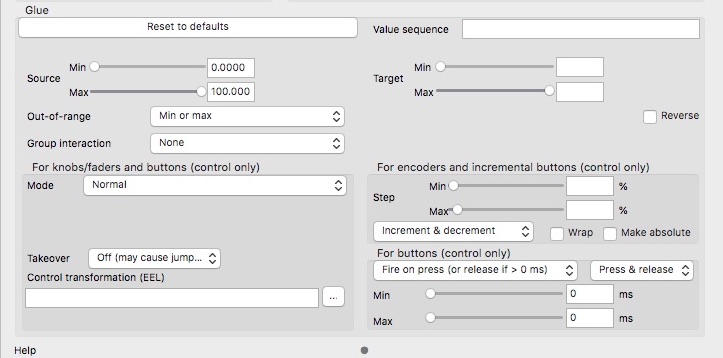 Glue
Reset to defaults
Value sequence
Source
Min 0.0000
Max 100.000
Target
Min
Max
Out-of-range Min or max
Reverse
Group interaction None
For knobs/faders and buttons (control only)
Mode Normal
Takeover Off (may cause jump...
Control transformation (EEL)
...
For encoders and incremental buttons (control only)
Step
Min %
Max %
Increment & decrement Wrap Make absolute
For buttons (control only)
Fire on press (or release if > 0 ms) Press & release
Min 0 ms
Max 0 ms
Help